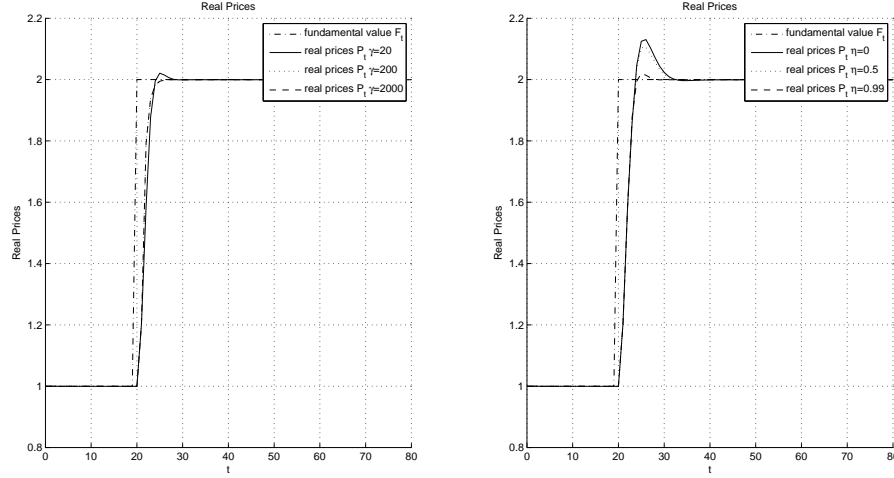 Real Prices
2.2
2
1.8
1.6
1.4
1.2
1
0.8
Real Prices
fundamental value F_t
real prices P_t γ=20
real prices P_t γ=200
real prices P_t γ=2000
0 10 20 30 40 50 60 70 80
t
Real Prices
2.2
2
1.8
1.6
1.4
1.2
1
0.8
Real Prices
fundamental value F_t
real prices P_t η=0
real prices P_t η=0.5
real prices P_t η=0.99
0 10 20 30 40 50 60 70 80
t